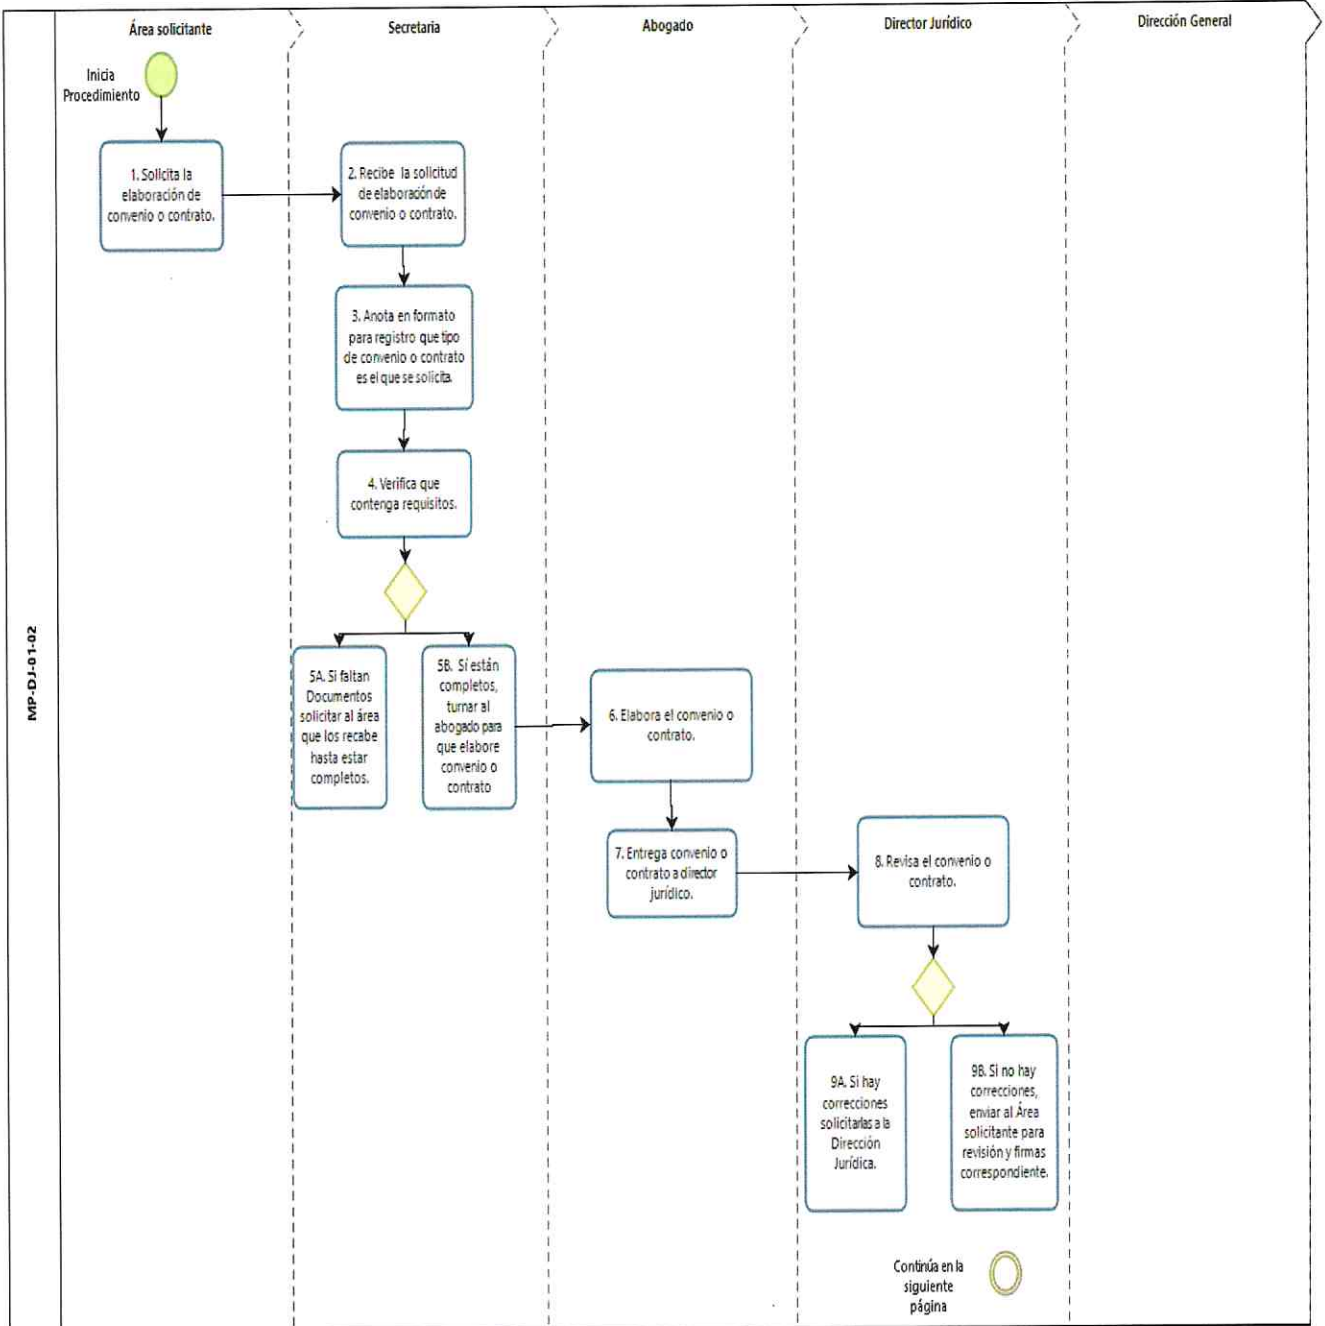 Área solicitante
Secretaria
Abogado
Director Jurídico
Dirección General
MP-DJ-01-02
Inicia
Procedimiento
1. Solicita la
elaboración de
convenio o contrato.
2. Recibe la solicitud
de elaboración de
convenio o contrato.
3. Anota en formato
para registro que tipo
de convenio o contrato
es el que se solicita.
4. Verifica que
contenga requisitos.
5A. Si faltan
Documentos
solicitar al área
que los recabe
hasta estar
completos.
5B. Si están
completos,
turnar al
abogado para
que elabore
convenio o
contrato
6. Elabora el convenio o
contrato.
7. Entrega convenio o
contrato a director
jurídico.
8. Revisa el convenio o
contrato.
9A. Si hay
correcciones
solicitarlas a la
Dirección
Jurídica.
9B. Si no hay
correcciones,
enviar al Área
solicitante para
revisión y firmas
correspondiente.
Continúa en la
siguiente
página